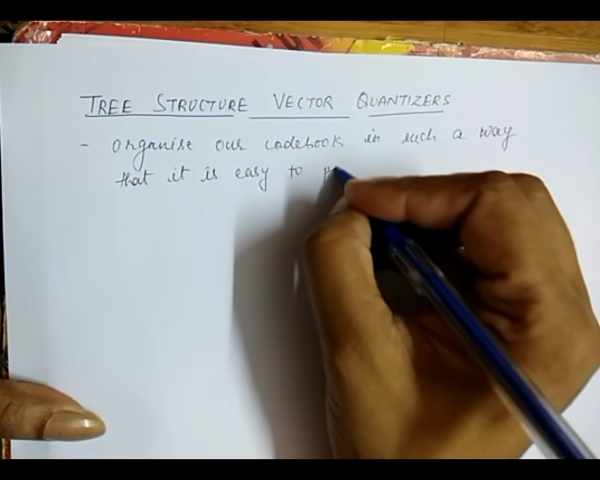 TREE STRUCTURE VECTOR QUANTIZERS
- Organise our codebook in such a way
that it is easy to